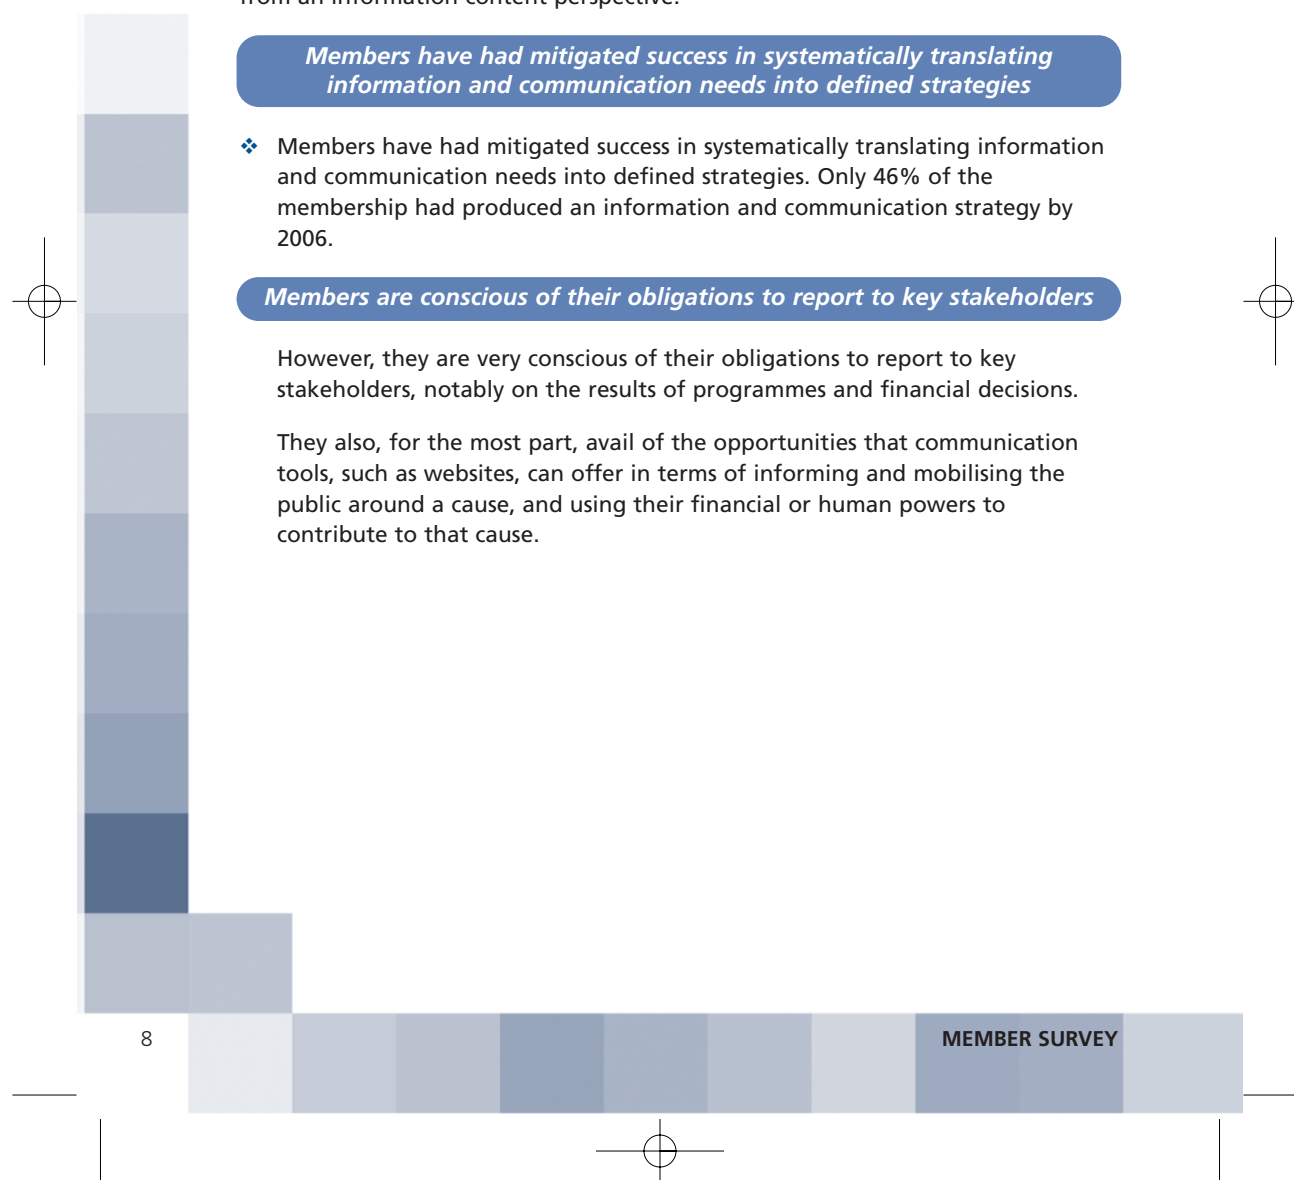 from an information content perspective.
Members have had mitigated success in systematically translating
information and communication needs into defined strategies
❖ Members have had mitigated success in systematically translating information
and communication needs into defined strategies. Only 46% of the
membership had produced an information and communication strategy by
2006.
Members are conscious of their obligations to report to key stakeholders
However, they are very conscious of their obligations to report to key
stakeholders, notably on the results of programmes and financial decisions.
They also, for the most part, avail of the opportunities that communication
tools, such as websites, can offer in terms of informing and mobilising the
public around a cause, and using their financial or human powers to
contribute to that cause.
8
MEMBER SURVEY